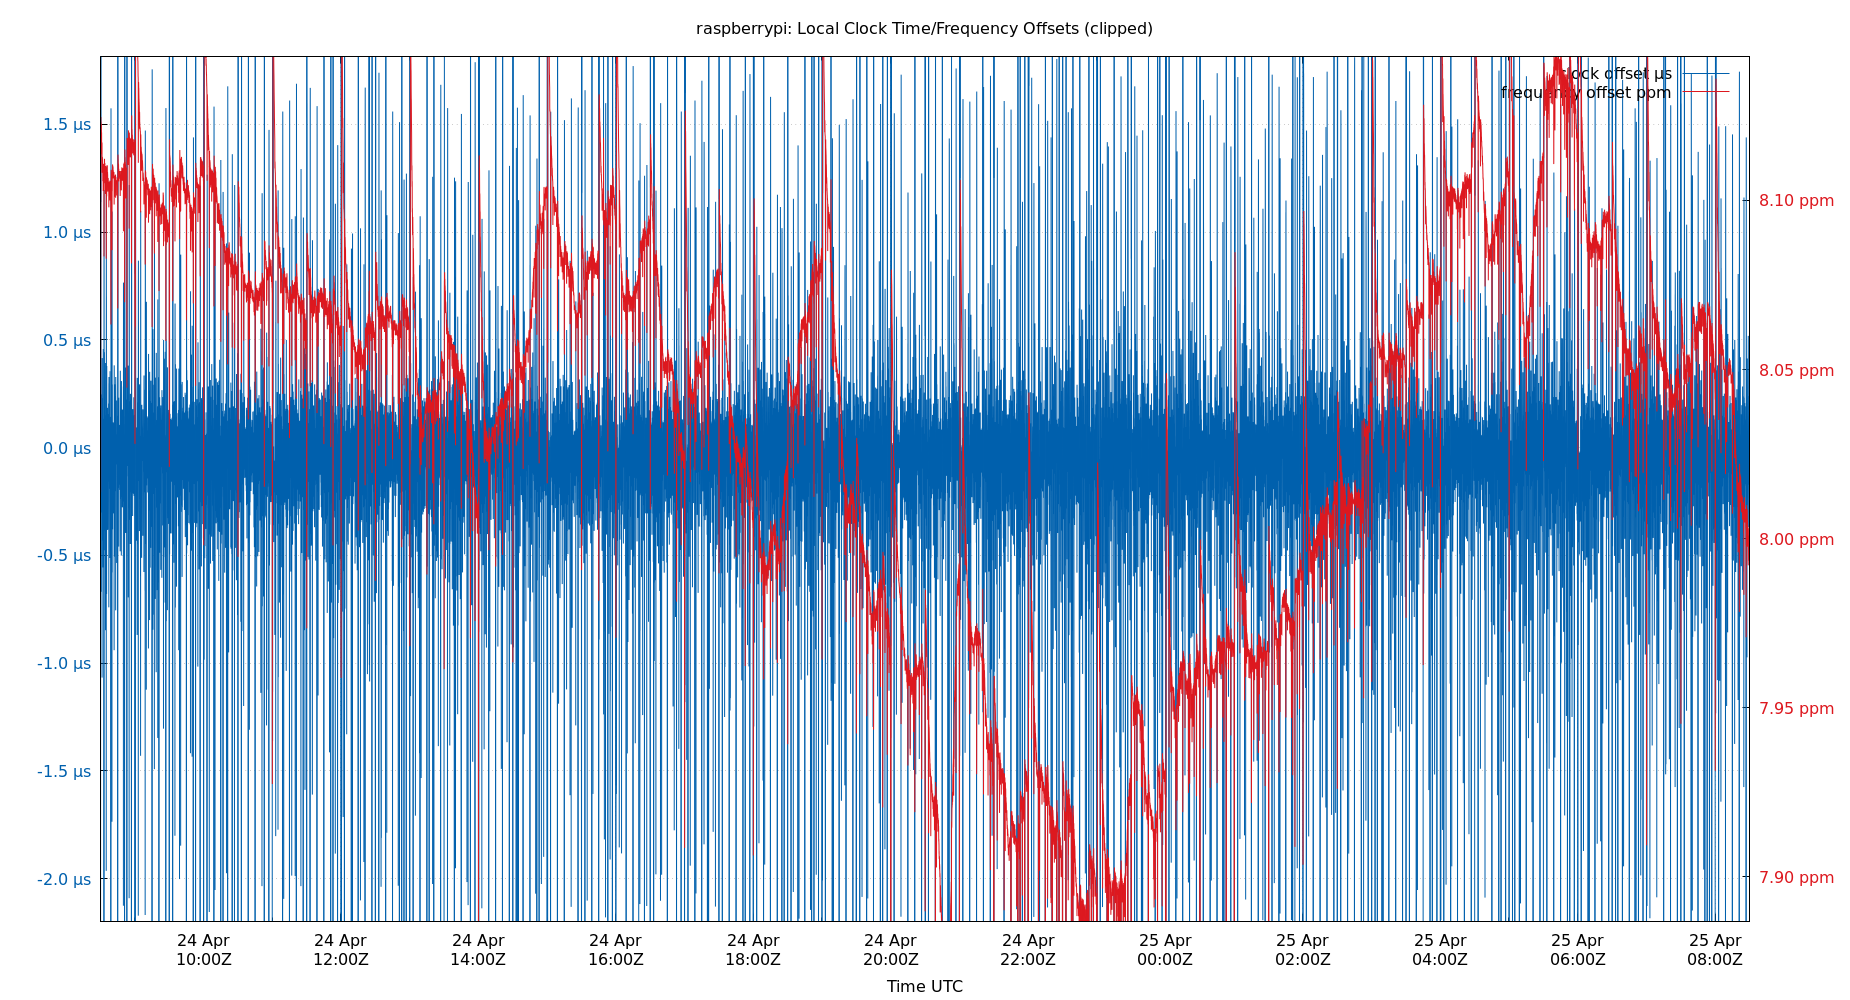 raspberrypi: Local Clock Time/Frequency Offsets (clipped)
clock offset µs
frequency offset ppm
1.5 µs
1.0 µs
0.5 µs
0.0 µs
-0.5 µs
-1.0 µs
-1.5 µs
-2.0 µs
8.10 ppm
8.05 ppm
8.00 ppm
7.95 ppm
7.90 ppm
24 Apr 24 Apr 24 Apr 24 Apr 24 Apr 24 Apr 24 Apr 25 Apr 25 Apr 25 Apr 25 Apr 25 Apr
10:00Z 12:00Z 14:00Z 16:00Z 18:00Z 20:00Z 22:00Z 00:00Z 02:00Z 04:00Z 06:00Z 08:00Z
Time UTC